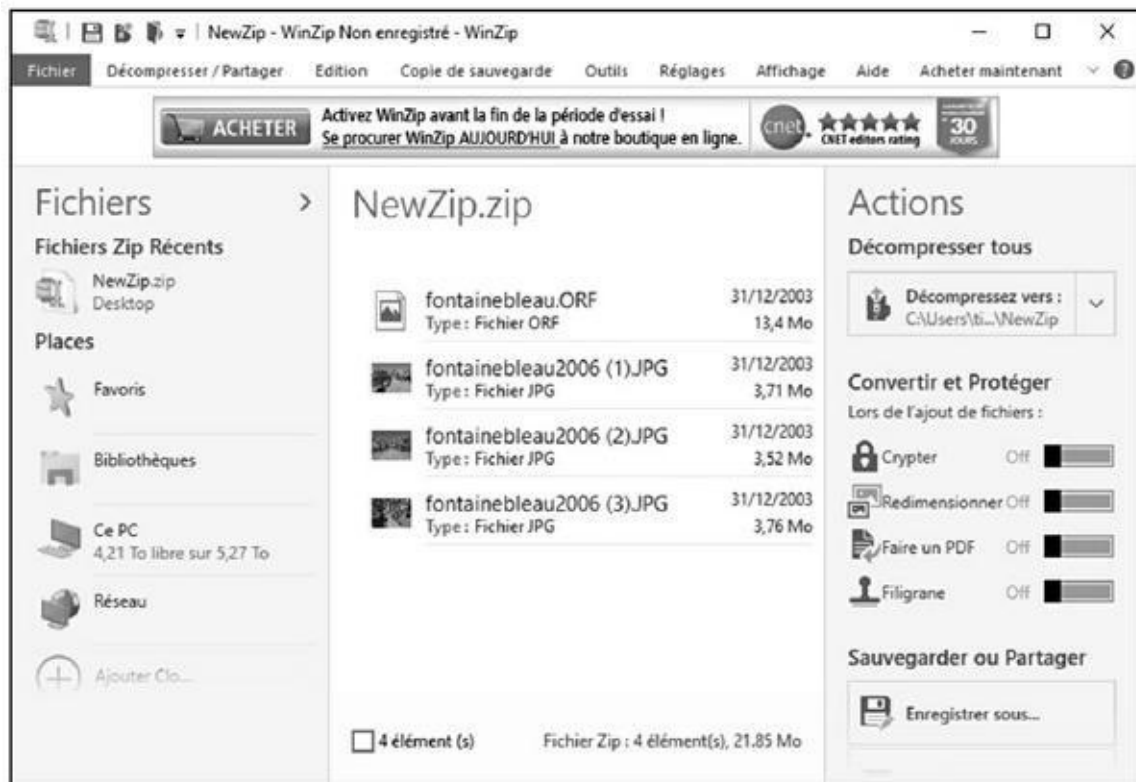 NewZip - WinZip Non enregistré - WinZip
Fichier Décompresser / Partager Edition Copie de sauvegarde Outils Réglages Affichage Aide Acheter maintenant
ACHETER
Activez WinZip avant la fin de la période d'essai !
Se procurer WinZip AUJOURD'HUI à notre boutique en ligne.
cnet
CNET editors rating
30
JOURS
Fichiers
Fichiers Zip Récents
NewZip.zip
Desktop
Places
Favoris
Bibliothèques
Ce PC
4,21 To libre sur 5,27 To
Réseau
Ajouter Clo...
NewZip.zip
fontainebleau.ORF 31/12/2003
Type : Fichier ORF 13,4 Mo
fontainebleau2006 (1).JPG 31/12/2003
Type : Fichier JPG 3,71 Mo
fontainebleau2006 (2).JPG 31/12/2003
Type : Fichier JPG 3,52 Mo
fontainebleau2006 (3).JPG 31/12/2003
Type : Fichier JPG 3,76 Mo
4 élément (s) Fichier Zip : 4 élément(s), 21.85 Mo
Actions
Décompresser tous
Décompressez vers :
C:\Users\ti...\NewZip
Convertir et Protéger
Lors de l'ajout de fichiers :
Crypter Off
Redimensionner Off
Faire un PDF Off
Filigrane Off
Sauvegarder ou Partager
Enregistrer sous...